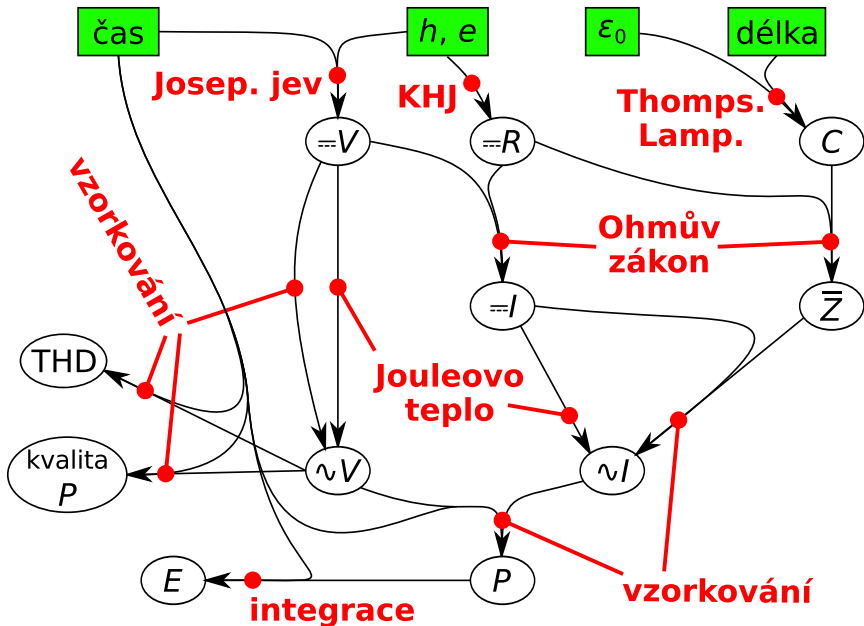 čas
h, e
ε0
délka
Josep. jev
KHJ
Thomps.
Lamp.
⎓V
⎓R
C
vzorkování
Ohmův
zákon
⎓I
Z̅
THD
Jouleovo
teplo
kvalita
P
∿V
∿I
E
P
integrace
vzorkování